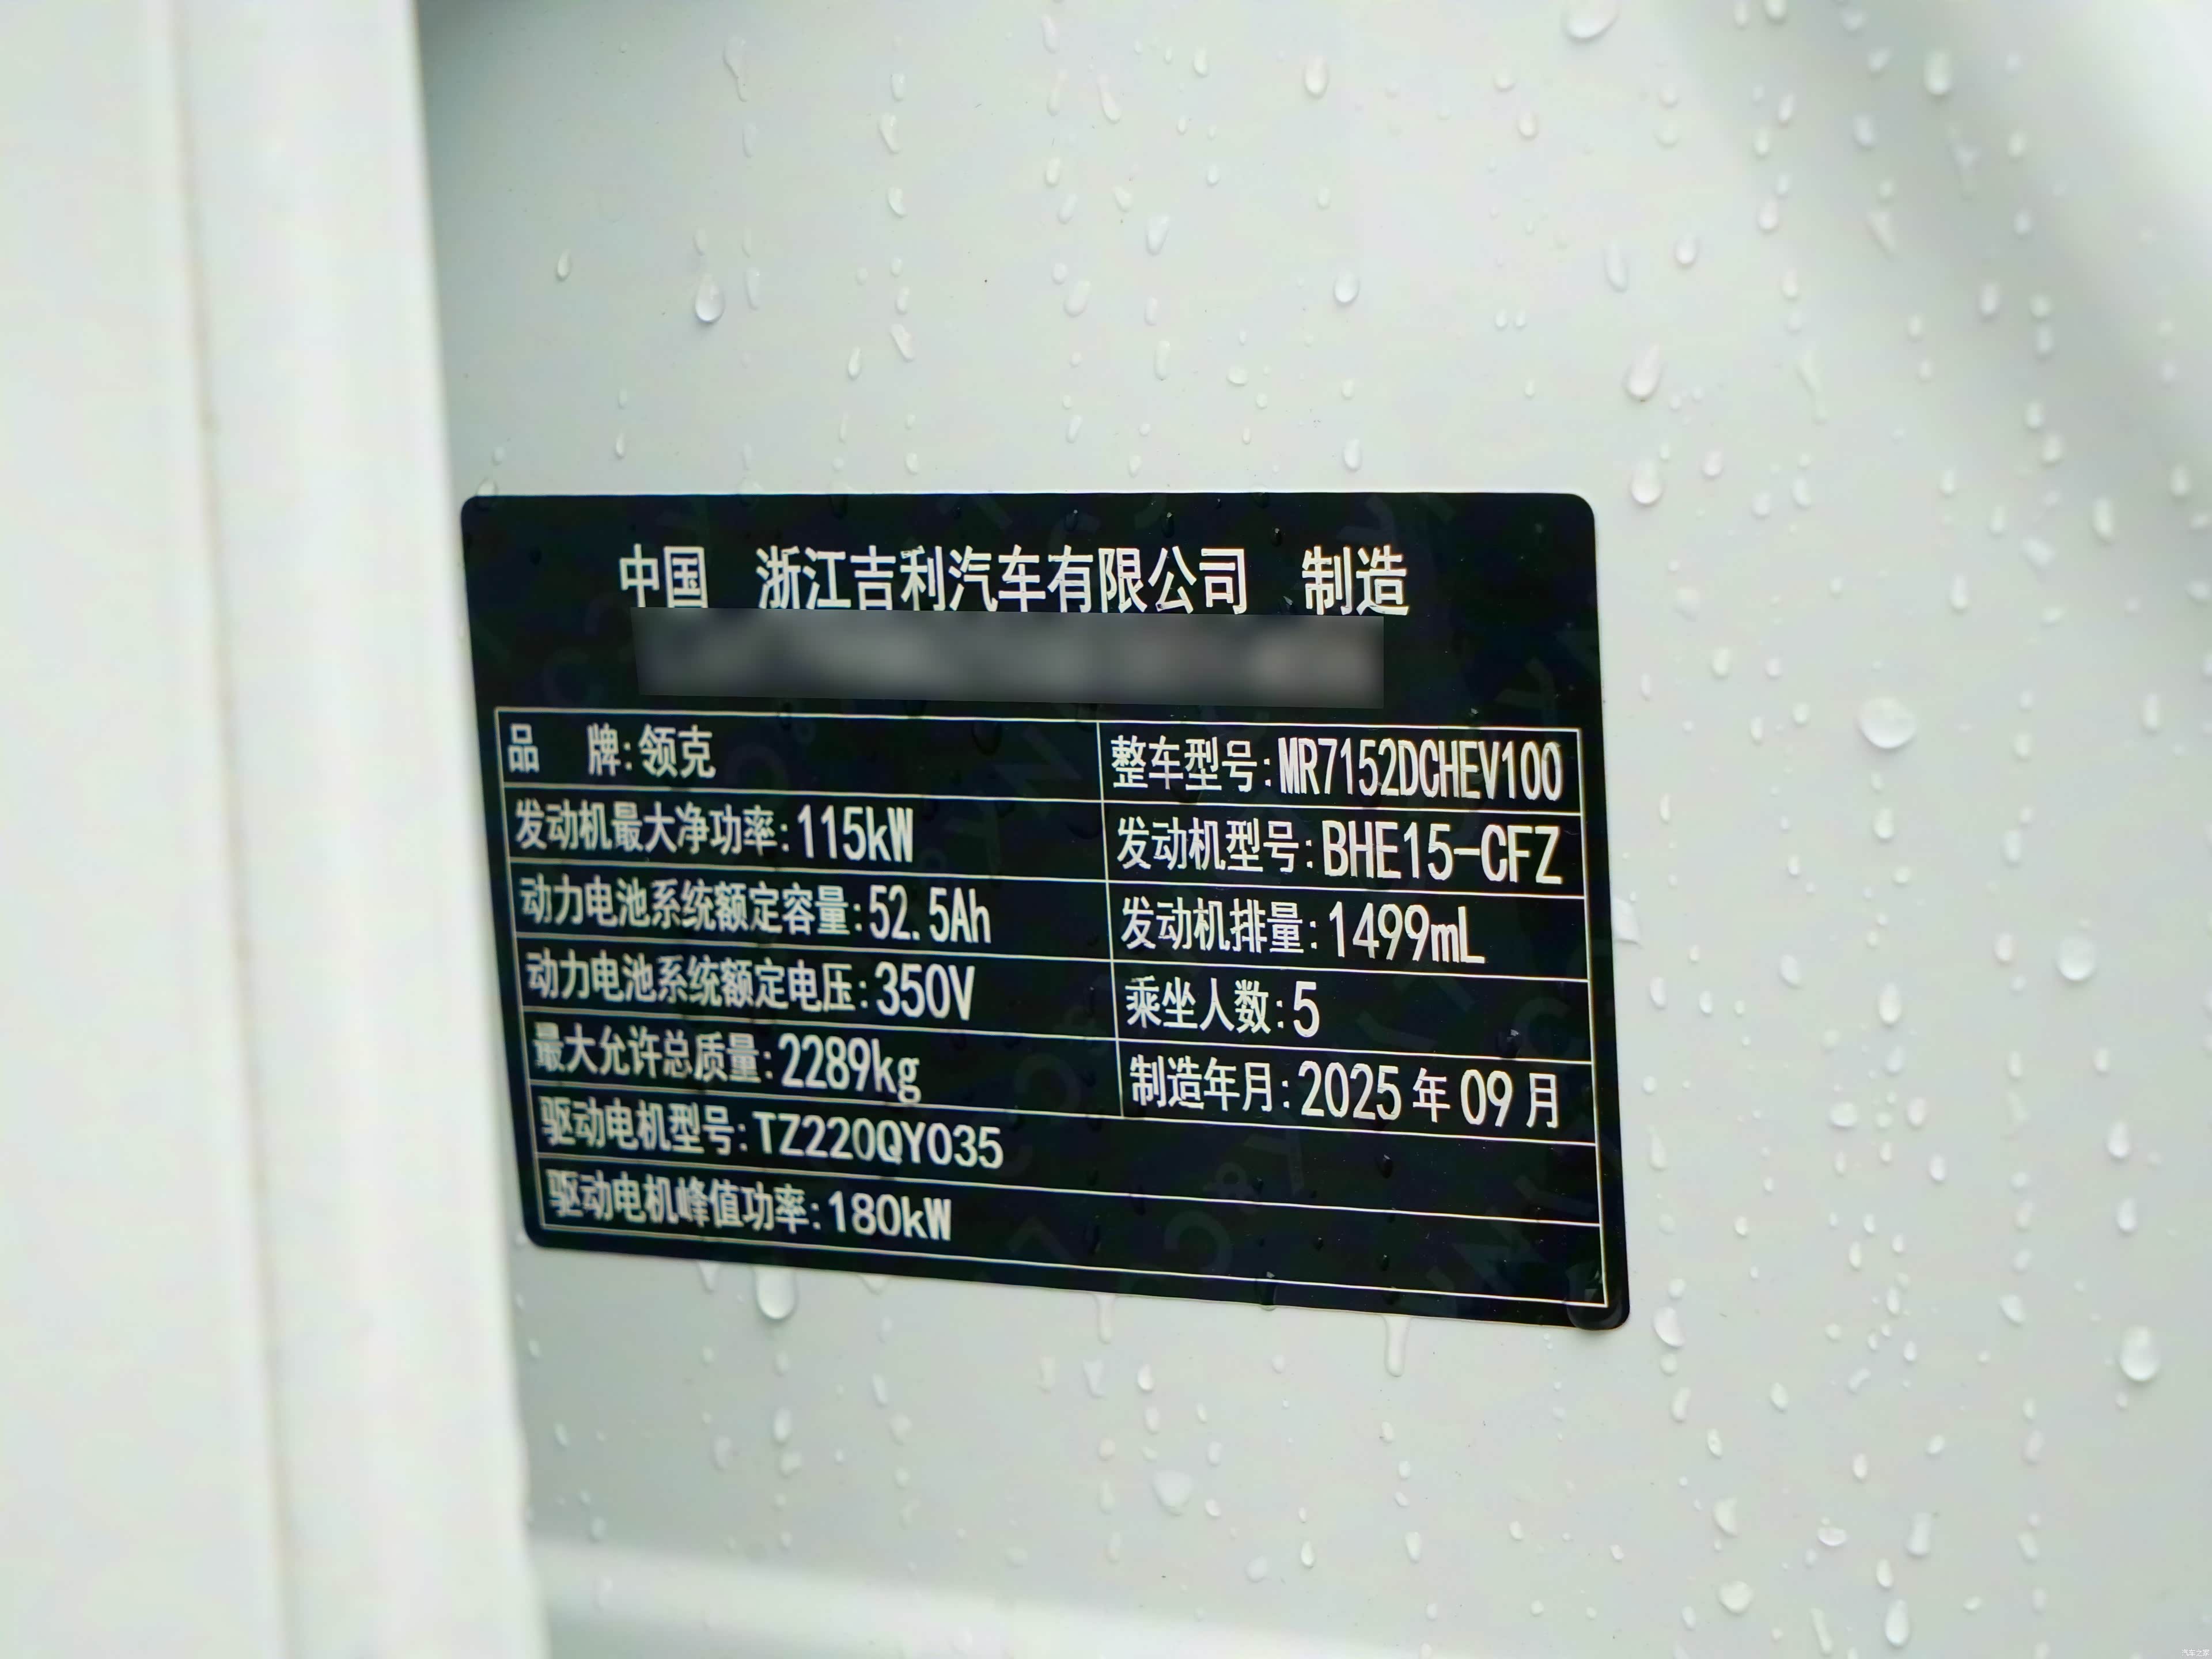 中国 浙江吉利汽车有限公司 制造
品 牌:领克 整车型号:MR7152DCHEV100
发动机最大净功率:115kW 发动机型号:BHE15-CFZ
动力电池系统额定容量:52.5Ah 发动机排量:1499mL
动力电池系统额定电压:350V 乘坐人数:5
最大允许总质量:2289kg 制造年月:2025年09月
驱动电机型号:TZ220QY035
驱动电机峰值功率:180kW
汽车之家